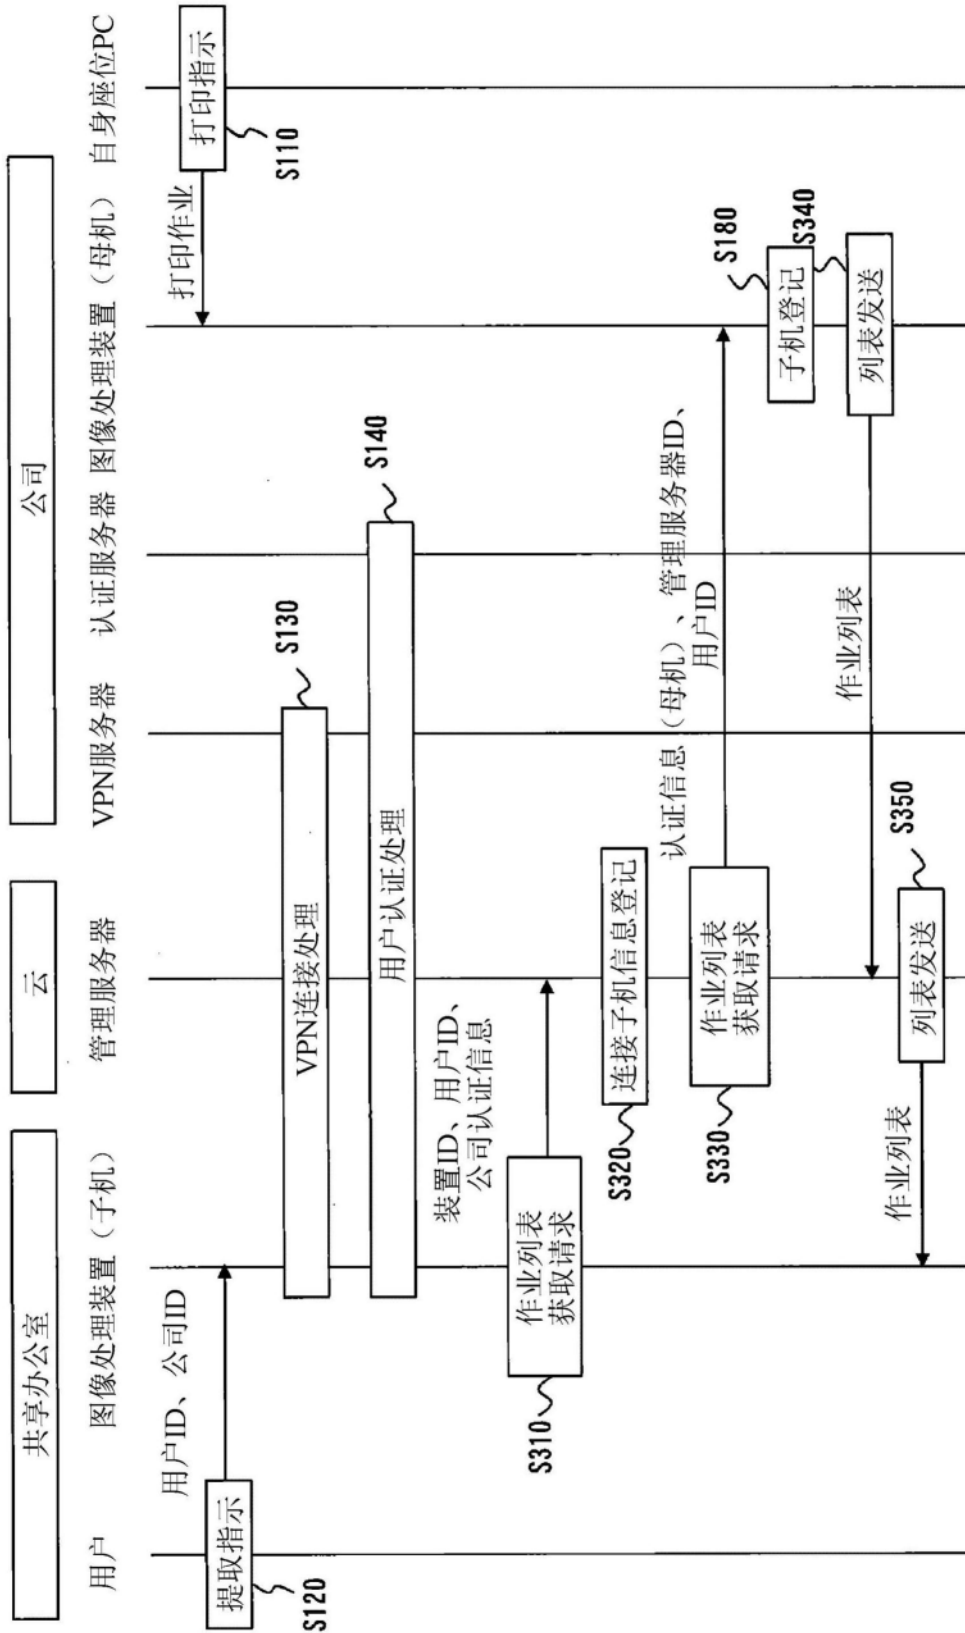 共享办公室
云
公司
用户
图像处理装置（子机）
管理服务器
VPN服务器
认证服务器
图像处理装置（母机）
自身座位PC
打印指示
S110
打印作业
提取指示
S120
用户ID、公司ID
VPN连接处理
S130
用户认证处理
S140
作业列表
获取请求
S310
装置ID、用户ID、
公司认证信息
连接子机信息登记
S320
作业列表
获取请求
S330
认证信息（母机）、管理服务器ID、
用户ID
子机登记
S180
列表发送
S340
作业列表
列表发送
S350
作业列表